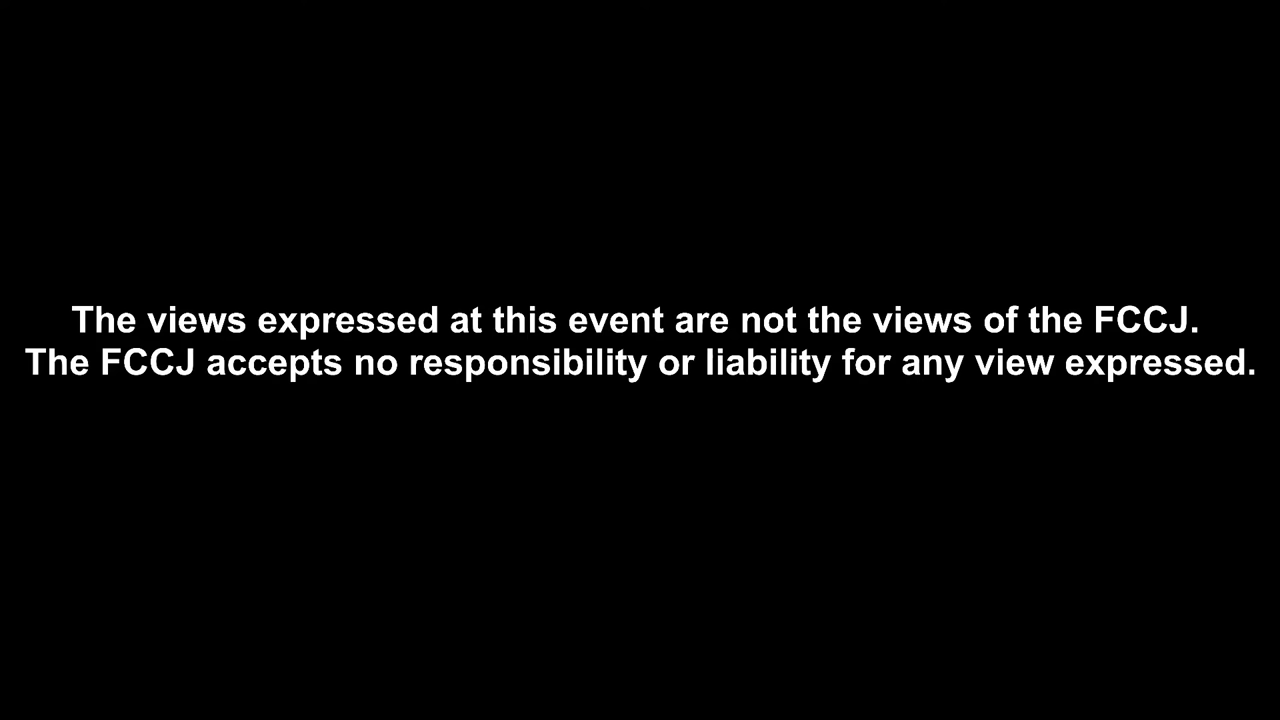 The views expressed at this event are not the views of the FCCJ.
The FCCJ accepts no responsibility or liability for any view expressed.